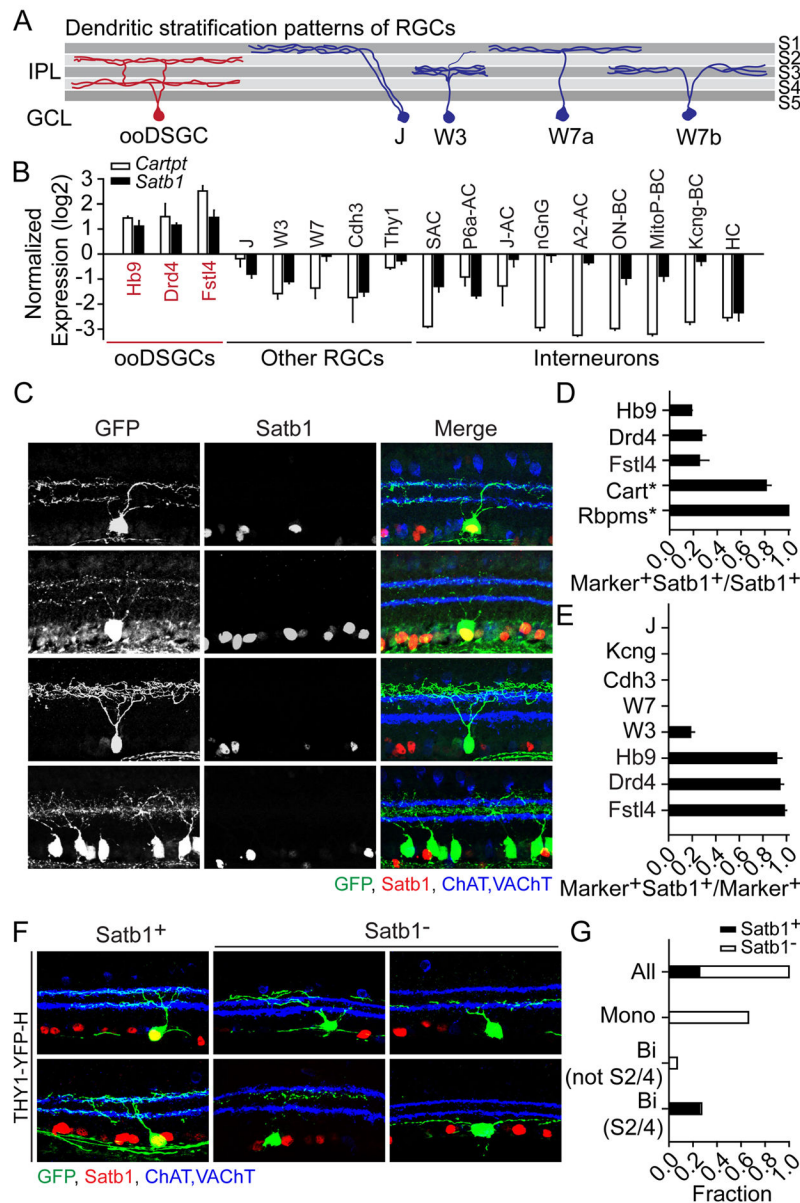 A
Dendritic stratification patterns of RGCs
IPL
GCL
S1
S2
S3
S4
S5
ooDSGC
J
W3
W7a
W7b
B
Cartpt
Satb1
Normalized
Expression (log2)
3
2
1
0
-1
-2
-3
Hb9
Drd4
Fstl4
J
W3
W7
Cdh3
Thy1
SAC
P6a-AC
J-AC
nGnG
A2-AC
ON-BC
MitoP-BC
Kcng-BC
HC
ooDSGCs
Other RGCs
Interneurons
C
GFP
Satb1
Merge
GFP, Satb1, ChAT,VAChT
D
Hb9
Drd4
Fstl4
Cart*
Rbpms*
0.0
0.2
0.4
0.6
0.8
1.0
Marker+Satb1+/Satb1+
E
J
Kcng
Cdh3
W7
W3
Hb9
Drd4
Fstl4
0.0
0.2
0.4
0.6
0.8
1.0
Marker+Satb1+/Marker+
F
Satb1+
Satb1-
THY1-YFP-H
GFP, Satb1, ChAT,VAChT
G
Satb1+
Satb1-
All
Mono
Bi
(not S2/4)
Bi
(S2/4)
0.0
0.2
0.4
0.6
0.8
1.0
Fraction